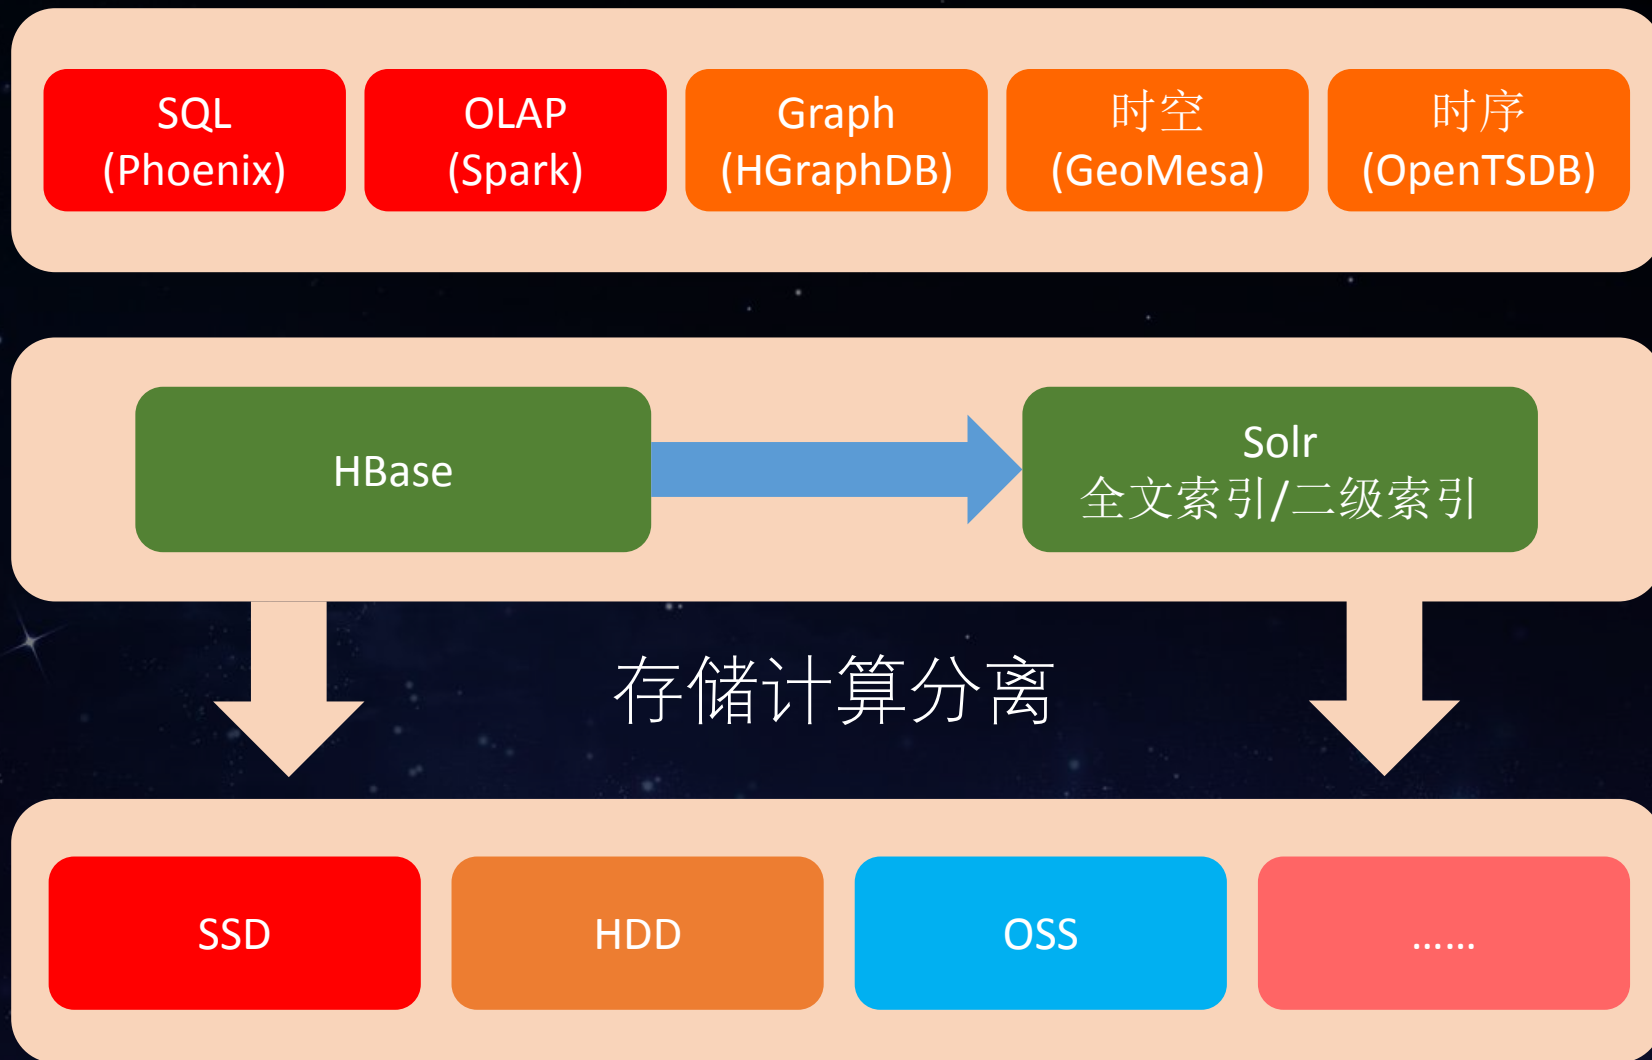 SQL
(Phoenix)
OLAP
(Spark)
Graph
(HGraphDB)
时空
(GeoMesa)
时序
(OpenTSDB)
HBase
Solr
全文索引/二级索引
存储计算分离
SSD
HDD
OSS
......